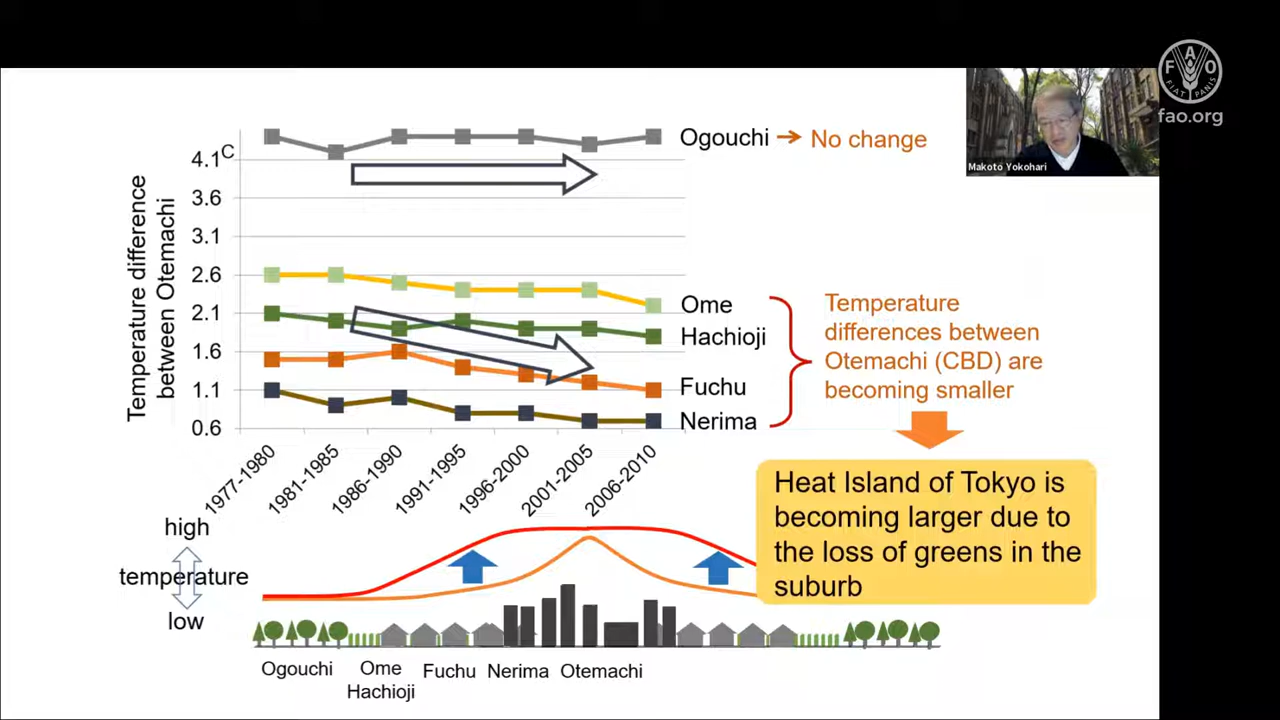 F A O
FIAT PANIS
fao.org
Makoto Yokohari
Temperature difference
between Otemachi
4.1C
3.6
3.1
2.6
2.1
1.6
1.1
0.6
Ogouchi → No change
Ome
Hachioji
Fuchu
Nerima
Temperature
differences between
Otemachi (CBD) are
becoming smaller
1977-1980
1981-1985
1986-1990
1991-1995
1996-2000
2001-2005
2006-2010
Heat Island of Tokyo is
becoming larger due to
the loss of greens in the
suburb
high
temperature
low
Ogouchi
Ome
Hachioji
Fuchu
Nerima
Otemachi